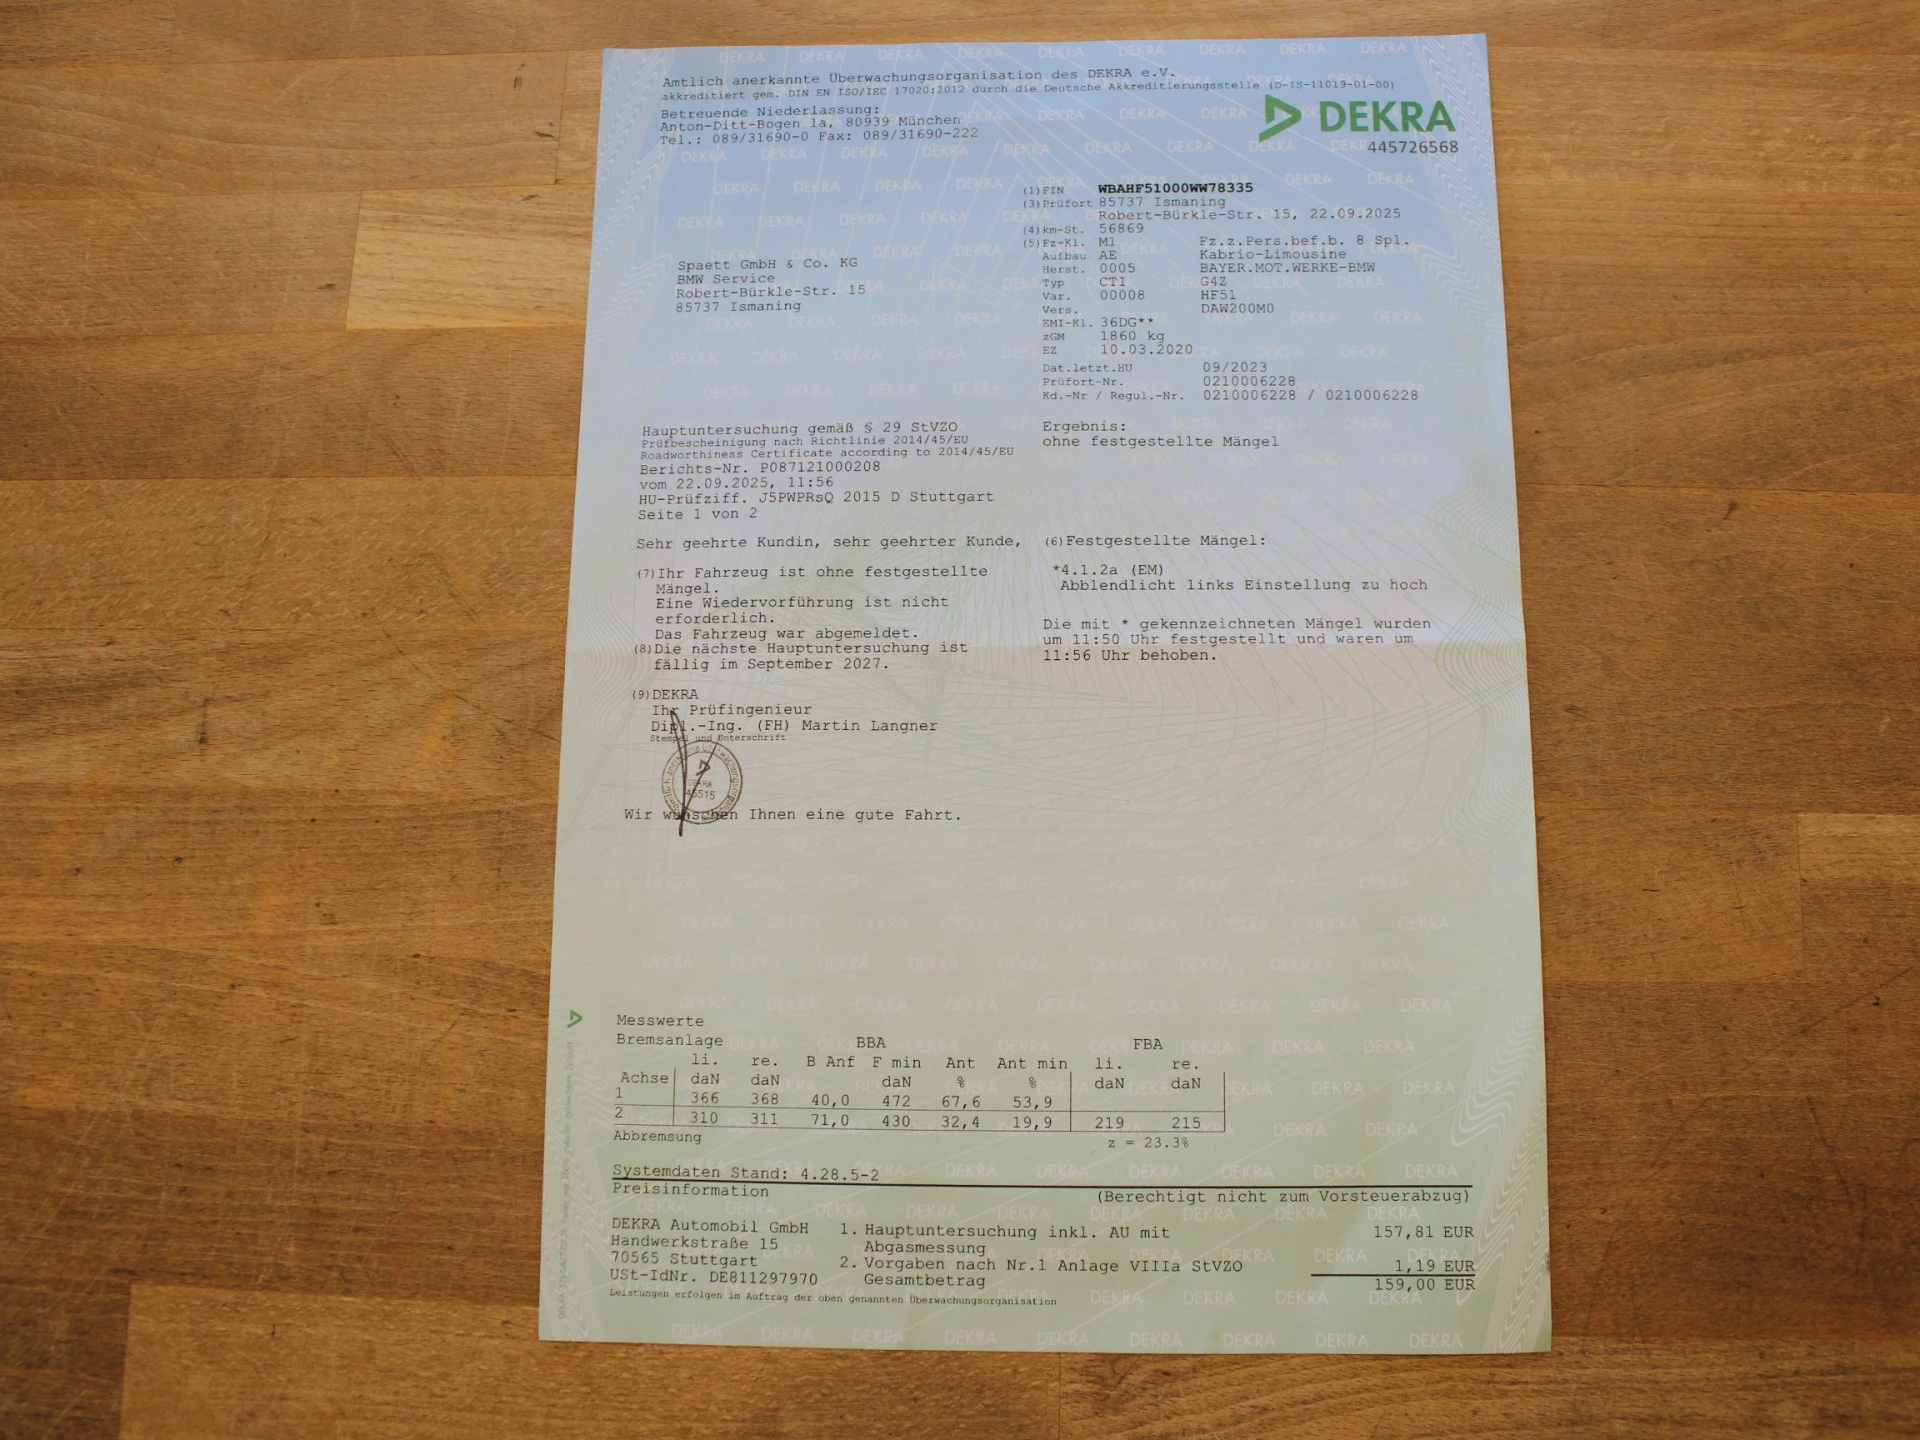 Amtlich anerkannte Überwachungsorganisation des DEKRA e.V.
akkreditiert gem. DIN EN ISO/IEC 17020:2012 durch die Deutsche Akkreditierungsstelle (D-IS-11019-01-00)
Betreuende Niederlassung:
Anton-Ditt-Bogen 1a, 80939 München
Tel.: 089/31690-0 Fax: 089/31690-222
DEKRA
445726568
(1) FIN WBAHF51000WW78335
(3) Prüfort 85737 Ismaning
Robert-Bürkle-Str. 15, 22.09.2025
(4) km-St. 56869
(5) Fz-Kl. M1 Fz.z.Pers.bef.b. 8 Spl.
Aufbau AE Kabrio-Limousine
Herst. 0005 BAYER.MOT.WERKE-BMW
Typ CTI G4Z
Var. 00008 HF51
Vers. DAW200M0
EMI-Kl. 36DG**
zGM 1860 kg
EZ 10.03.2020
Dat.letzt.HU 09/2023
Prüfort-Nr. 0210006228
Kd.-Nr / Regul.-Nr. 0210006228 / 0210006228
Spaett GmbH & Co. KG
BMW Service
Robert-Bürkle-Str. 15
85737 Ismaning
Hauptuntersuchung gemäß § 29 StVZO
Prüfbescheinigung nach Richtlinie 2014/45/EU
Roadworthiness Certificate according to 2014/45/EU
Berichts-Nr. P087121000208
vom 22.09.2025, 11:56
HU-Prüfziff. J5PWPRsQ 2015 D Stuttgart
Seite 1 von 2
Ergebnis:
ohne festgestellte Mängel
Sehr geehrte Kundin, sehr geehrter Kunde,
(7) Ihr Fahrzeug ist ohne festgestellte
Mängel.
Eine Wiedervorführung ist nicht
erforderlich.
Das Fahrzeug war abgemeldet.
(8) Die nächste Hauptuntersuchung ist
fällig im September 2027.
(9) DEKRA
Ihr Prüfingenieur
Dipl.-Ing. (FH) Martin Langner
Stempel und Unterschrift
DEKRA
Wir wünschen Ihnen eine gute Fahrt.
(6) Festgestellte Mängel:
*4.1.2a (EM)
Abblendlicht links Einstellung zu hoch
Die mit * gekennzeichneten Mängel wurden
um 11:50 Uhr festgestellt und waren um
11:56 Uhr behoben.
Messwerte
Bremsanlage BBA FBA
li. re. B Anf F min Ant Ant min li. re.
Achse daN daN daN % % daN daN
1 366 368 40,0 472 67,6 53,9
2 310 311 71,0 430 32,4 19,9 219 215
Abbremsung z = 23.3%
Systemdaten Stand: 4.28.5-2
Preisinformation (Berechtigt nicht zum Vorsteuerabzug)
DEKRA Automobil GmbH
Handwerkstraße 15
70565 Stuttgart
USt-IdNr. DE811297970
1. Hauptuntersuchung inkl. AU mit 157,81 EUR
Abgasmessung
2. Vorgaben nach Nr.1 Anlage VIIIa StVZO 1,19 EUR
Gesamtbetrag 159,00 EUR
Leistungen erfolgen im Auftrag der oben genannten Überwachungsorganisation